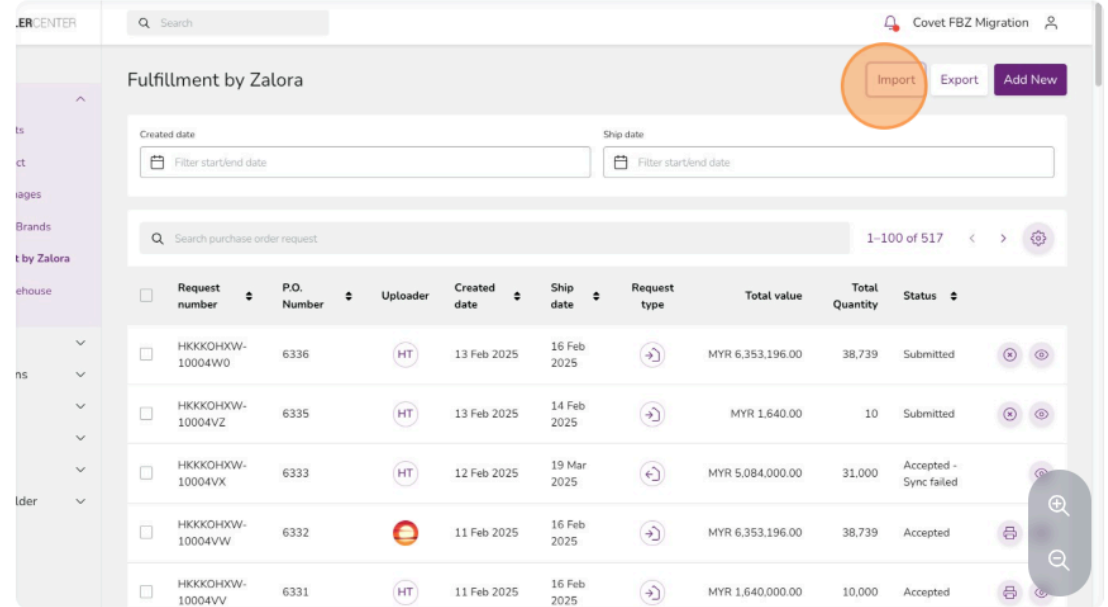 .ERCENTER
Search
Covet FBZ Migration
Fulfillment by Zalora
Import
Export
Add New
Created date
Filter start/end date
Ship date
Filter start/end date
ts
ct
nages
Brands
t by Zalora
ehouse
ns
lder
Search purchase order request
1–100 of 517
Request number
P.O. Number
Uploader
Created date
Ship date
Request type
Total value
Total Quantity
Status
HKKKOHXW-10004W0 6336 HT 13 Feb 2025 16 Feb 2025 MYR 6,353,196.00 38,739 Submitted
HKKKOHXW-10004VZ 6335 HT 13 Feb 2025 14 Feb 2025 MYR 1,640.00 10 Submitted
HKKKOHXW-10004VX 6333 HT 12 Feb 2025 19 Mar 2025 MYR 5,084,000.00 31,000 Accepted - Sync failed
HKKKOHXW-10004VW 6332 11 Feb 2025 16 Feb 2025 MYR 6,353,196.00 38,739 Accepted
HKKKOHXW-10004VV 6331 HT 11 Feb 2025 16 Feb 2025 MYR 1,640,000.00 10,000 Accepted